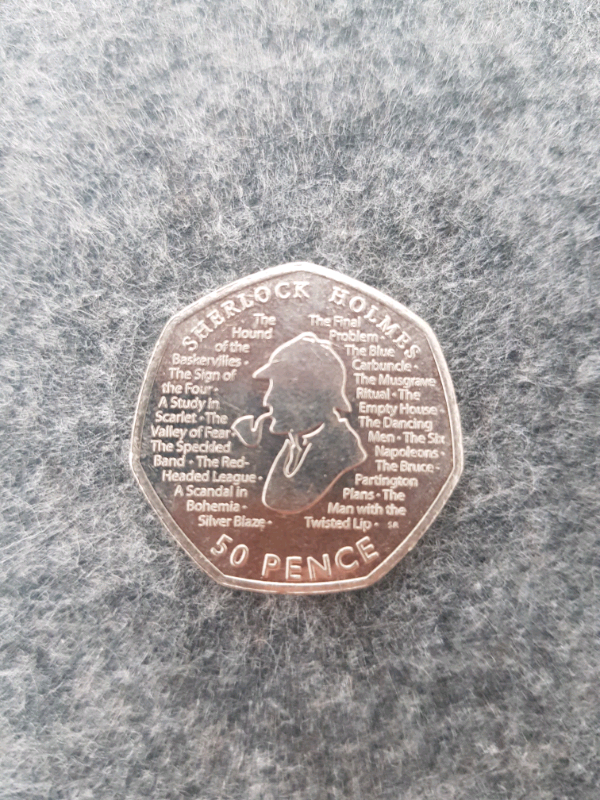 SHERLOCK HOLMES
The
Hound
of the
Baskervilles •
The Sign of
the Four •
A Study in
Scarlet • The
Valley of Fear •
The Speckled
Band • The Red-
Headed League •
A Scandal in
Bohemia •
Silver Blaze •
The Final
Problem •
The Blue
Carbuncle •
The Musgrave
Ritual • The
Empty House •
The Dancing
Men • The Six
Napoleons •
The Bruce-
Partington
Plans • The
Man with the
Twisted Lip •
SR
50 PENCE